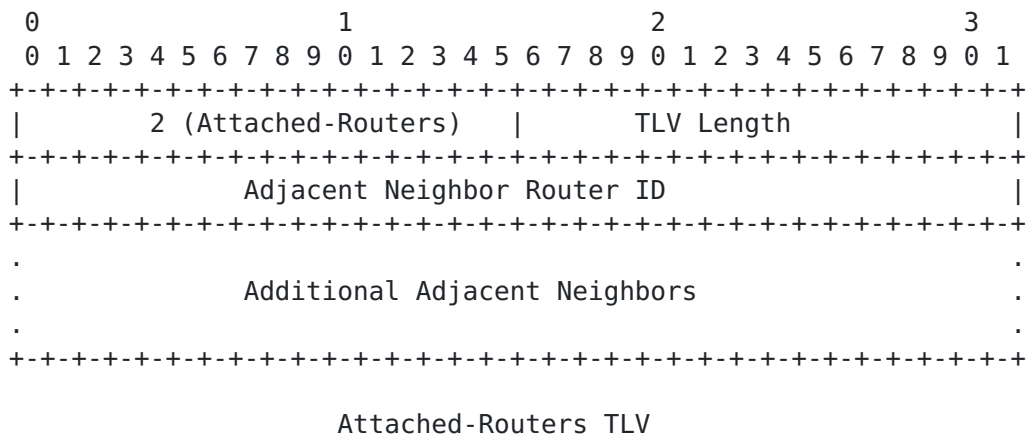 0                   1                   2                   3
 0 1 2 3 4 5 6 7 8 9 0 1 2 3 4 5 6 7 8 9 0 1 2 3 4 5 6 7 8 9 0 1
+-+-+-+-+-+-+-+-+-+-+-+-+-+-+-+-+-+-+-+-+-+-+-+-+-+-+-+-+-+-+-+-+
|        2 (Attached-Routers)   |       TLV Length              |
+-+-+-+-+-+-+-+-+-+-+-+-+-+-+-+-+-+-+-+-+-+-+-+-+-+-+-+-+-+-+-+-+
|              Adjacent Neighbor Router ID                      |
+-+-+-+-+-+-+-+-+-+-+-+-+-+-+-+-+-+-+-+-+-+-+-+-+-+-+-+-+-+-+-+-+
.                                                               .
.              Additional Adjacent Neighbors                    .
.                                                               .
+-+-+-+-+-+-+-+-+-+-+-+-+-+-+-+-+-+-+-+-+-+-+-+-+-+-+-+-+-+-+-+-+
                    Attached-Routers TLV